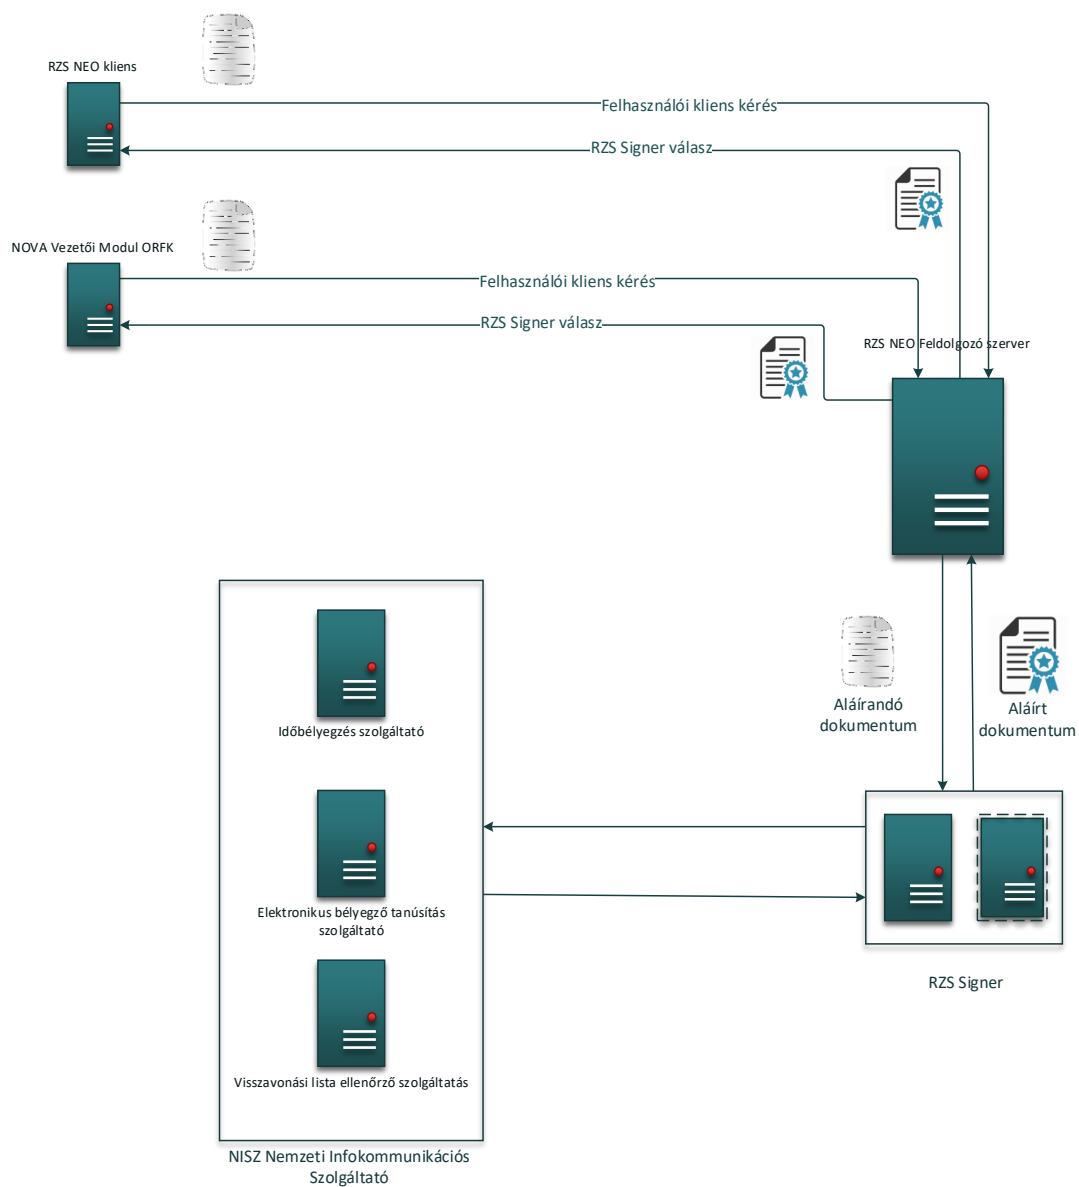 RZS NEO kliens
Felhasználói kliens kérés
RZS Signer válasz
NOVA Vezetői Modul ORFK
Felhasználói kliens kérés
RZS Signer válasz
RZS NEO Feldolgozó szerver
Aláírandó
dokumentum
Aláírt
dokumentum
Időbélyegzés szolgáltató
Elektronikus bélyegző tanúsítás
szolgáltató
RZS Signer
Visszavonási lista ellenőrző szolgáltatás
NISZ Nemzeti Infokommunikációs
Szolgáltató